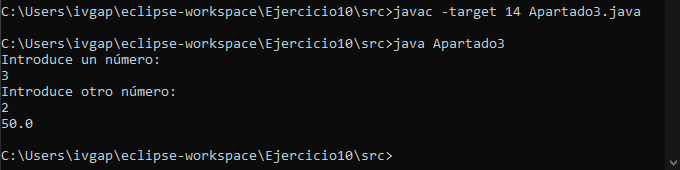 C:\Users\ivgap\eclipse-workspace\Ejercicio10\src>javac -target 14 Apartado3.java
C:\Users\ivgap\eclipse-workspace\Ejercicio10\src>java Apartado3
Introduce un número:
3
Introduce otro número:
2
50.0
C:\Users\ivgap\eclipse-workspace\Ejercicio10\src>